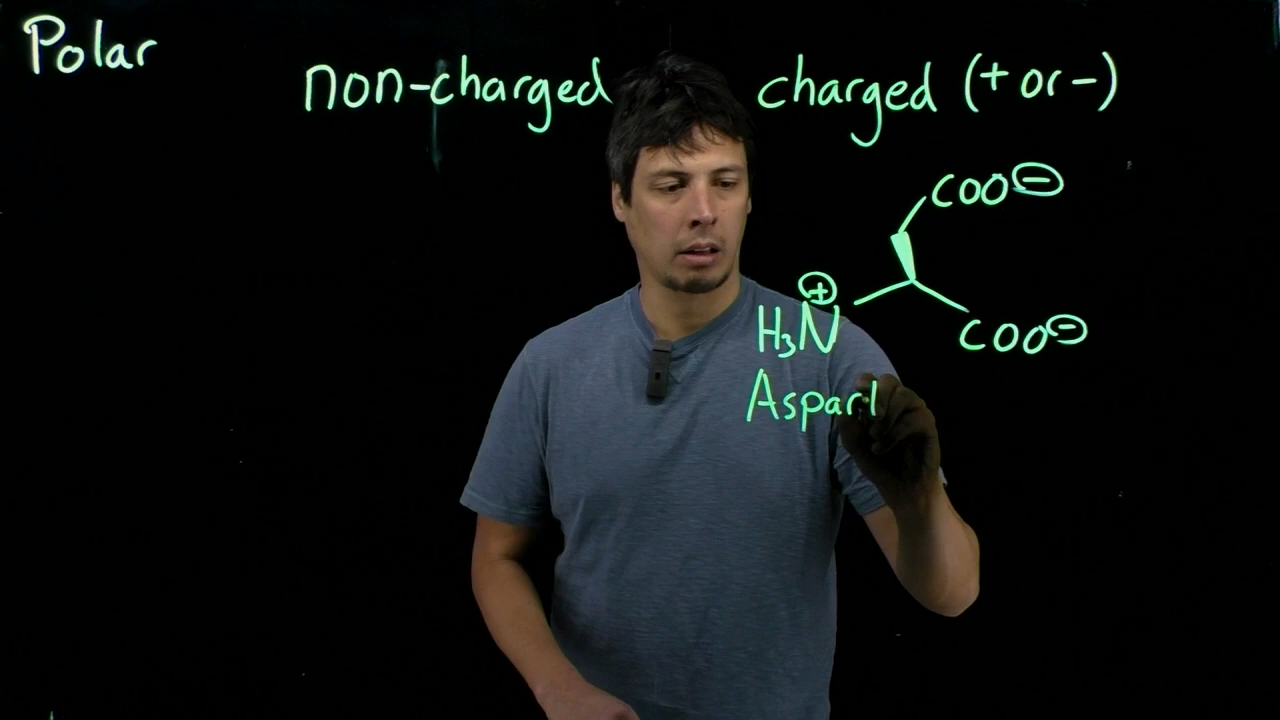 Polar
non-charged charged (+ or -)
COO⊖
⊕
H₃N
COO⊖
Aspart